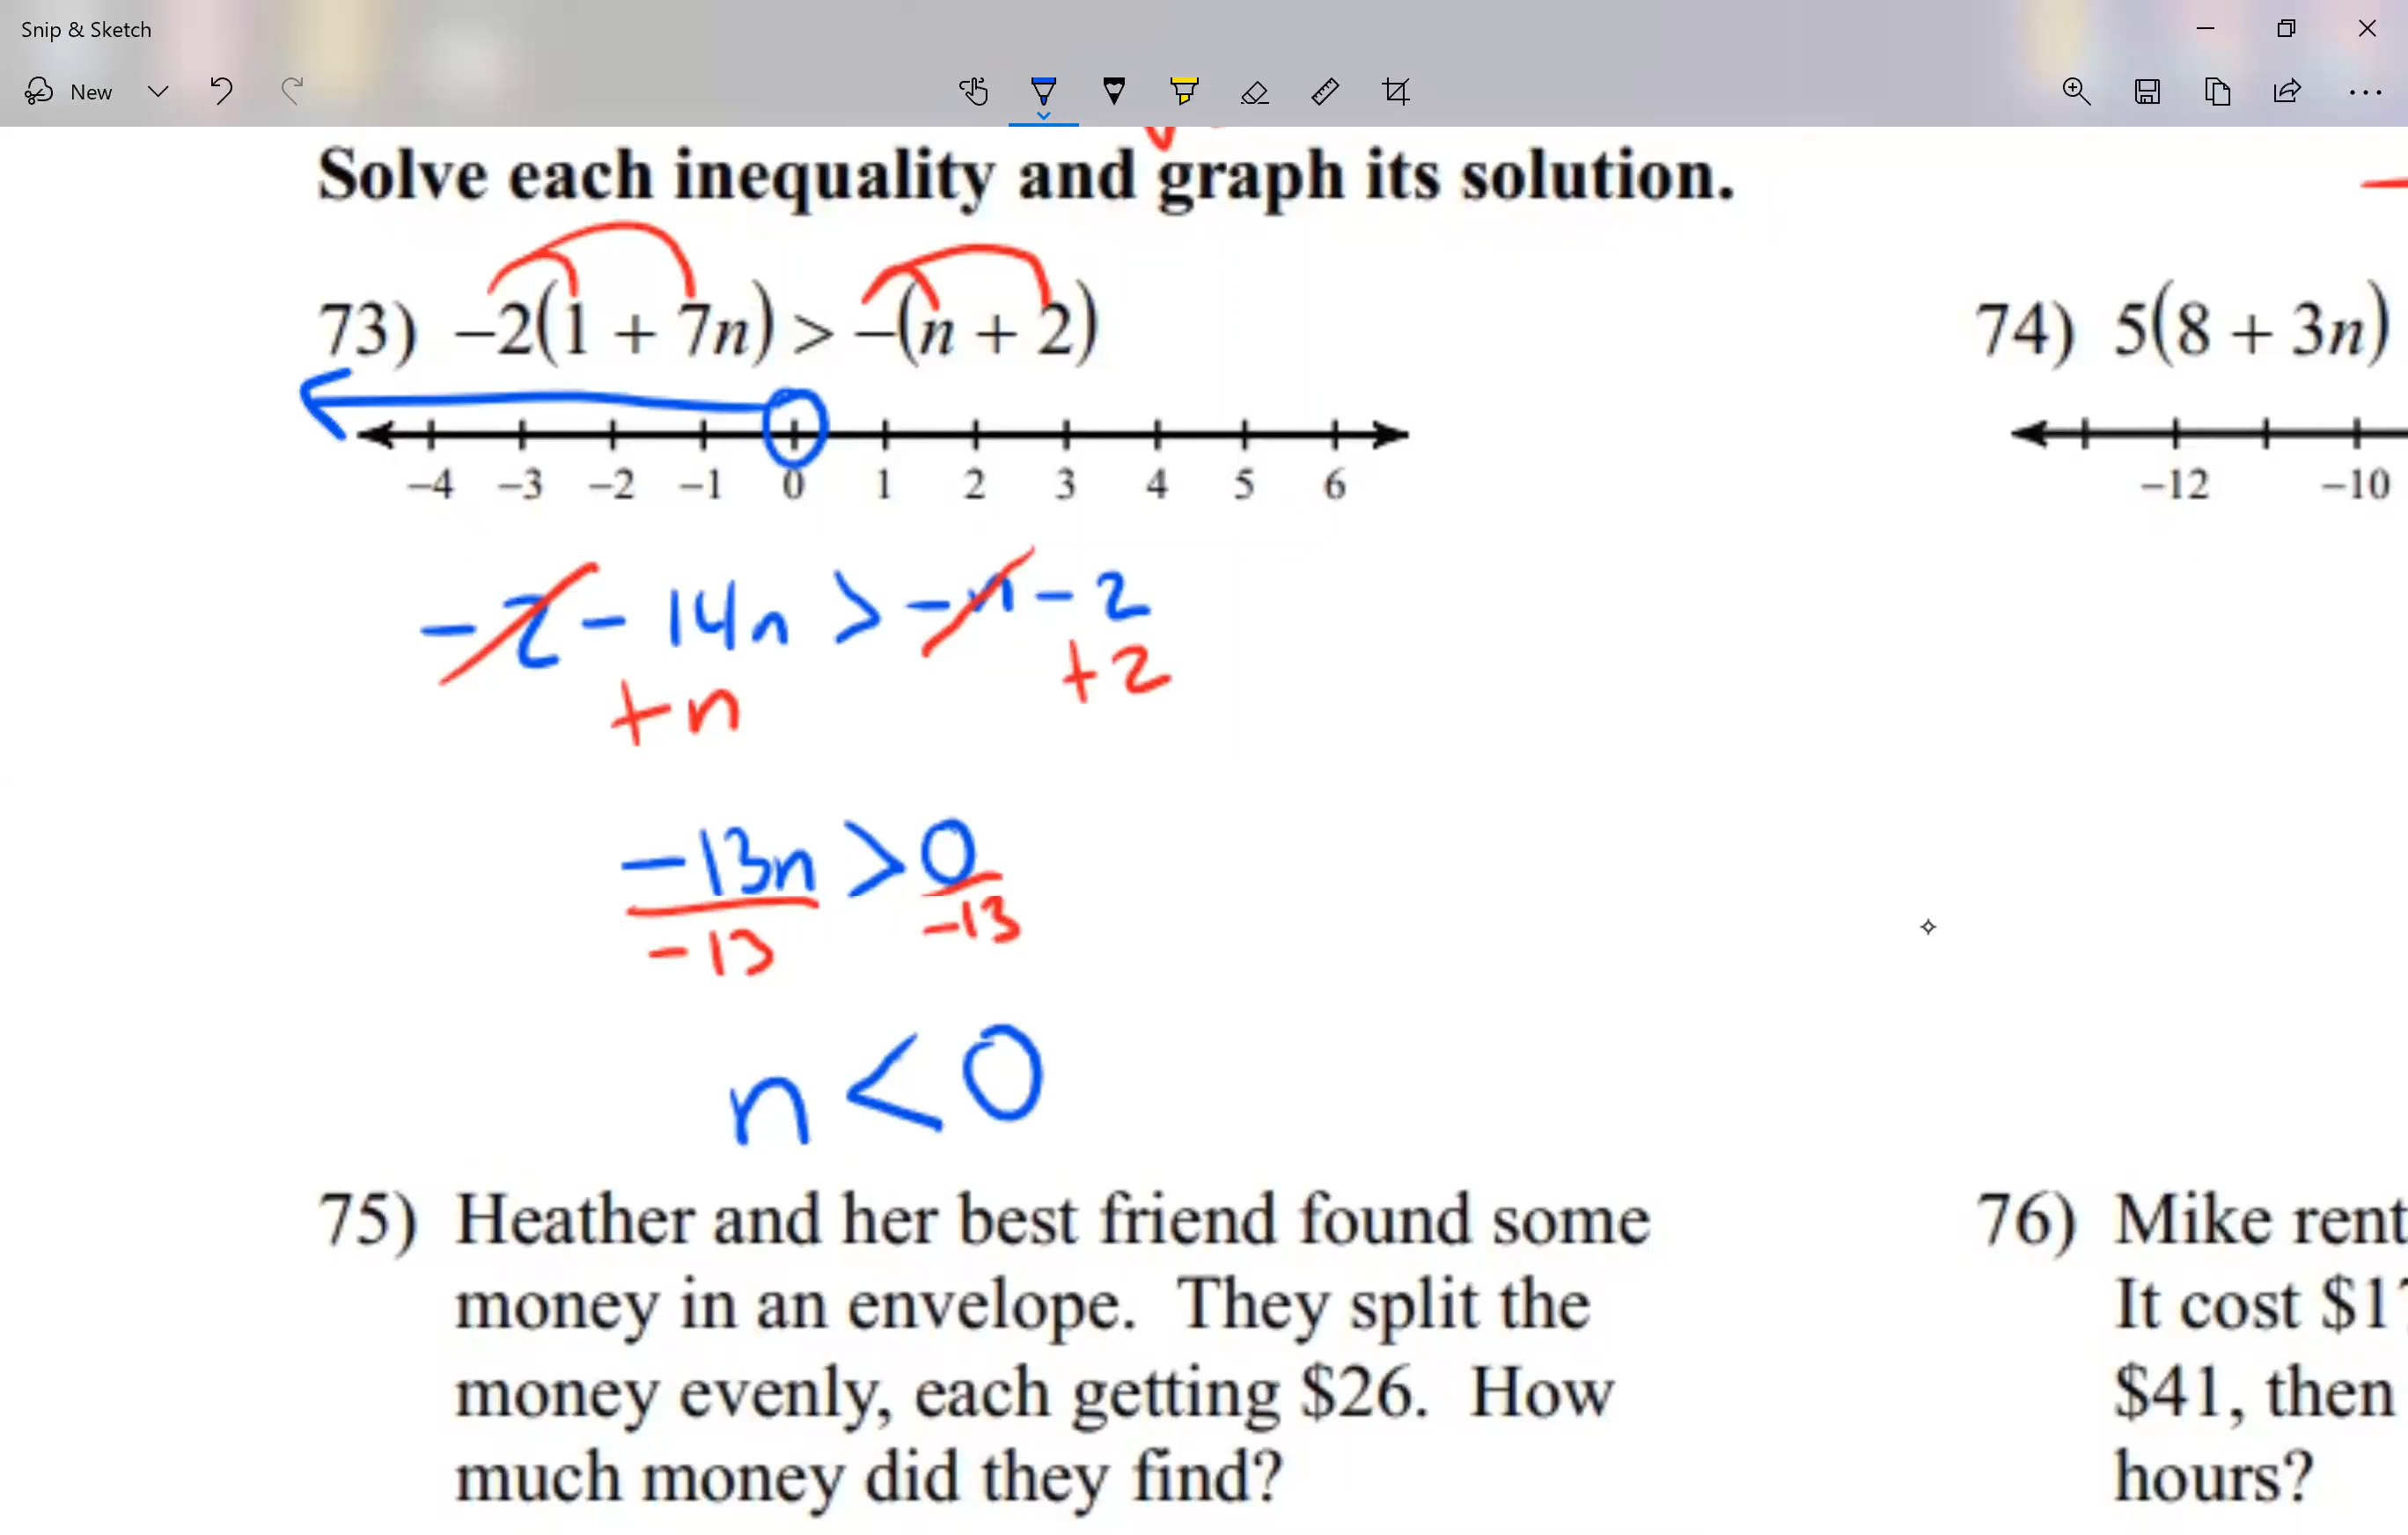 Snip & Sketch
New
Solve each inequality and graph its solution.
73) −2(1 + 7n) > −(n + 2)
−4 −3 −2 −1 0 1 2 3 4 5 6
-2 - 14n > -n - 2
+n +2
-13n > 0
-13 -13
n < 0
74) 5(8 + 3n)
−12 −10
75) Heather and her best friend found some
money in an envelope. They split the
money evenly, each getting $26. How
much money did they find?
76) Mike rent
It cost $1
$41, then
hours?